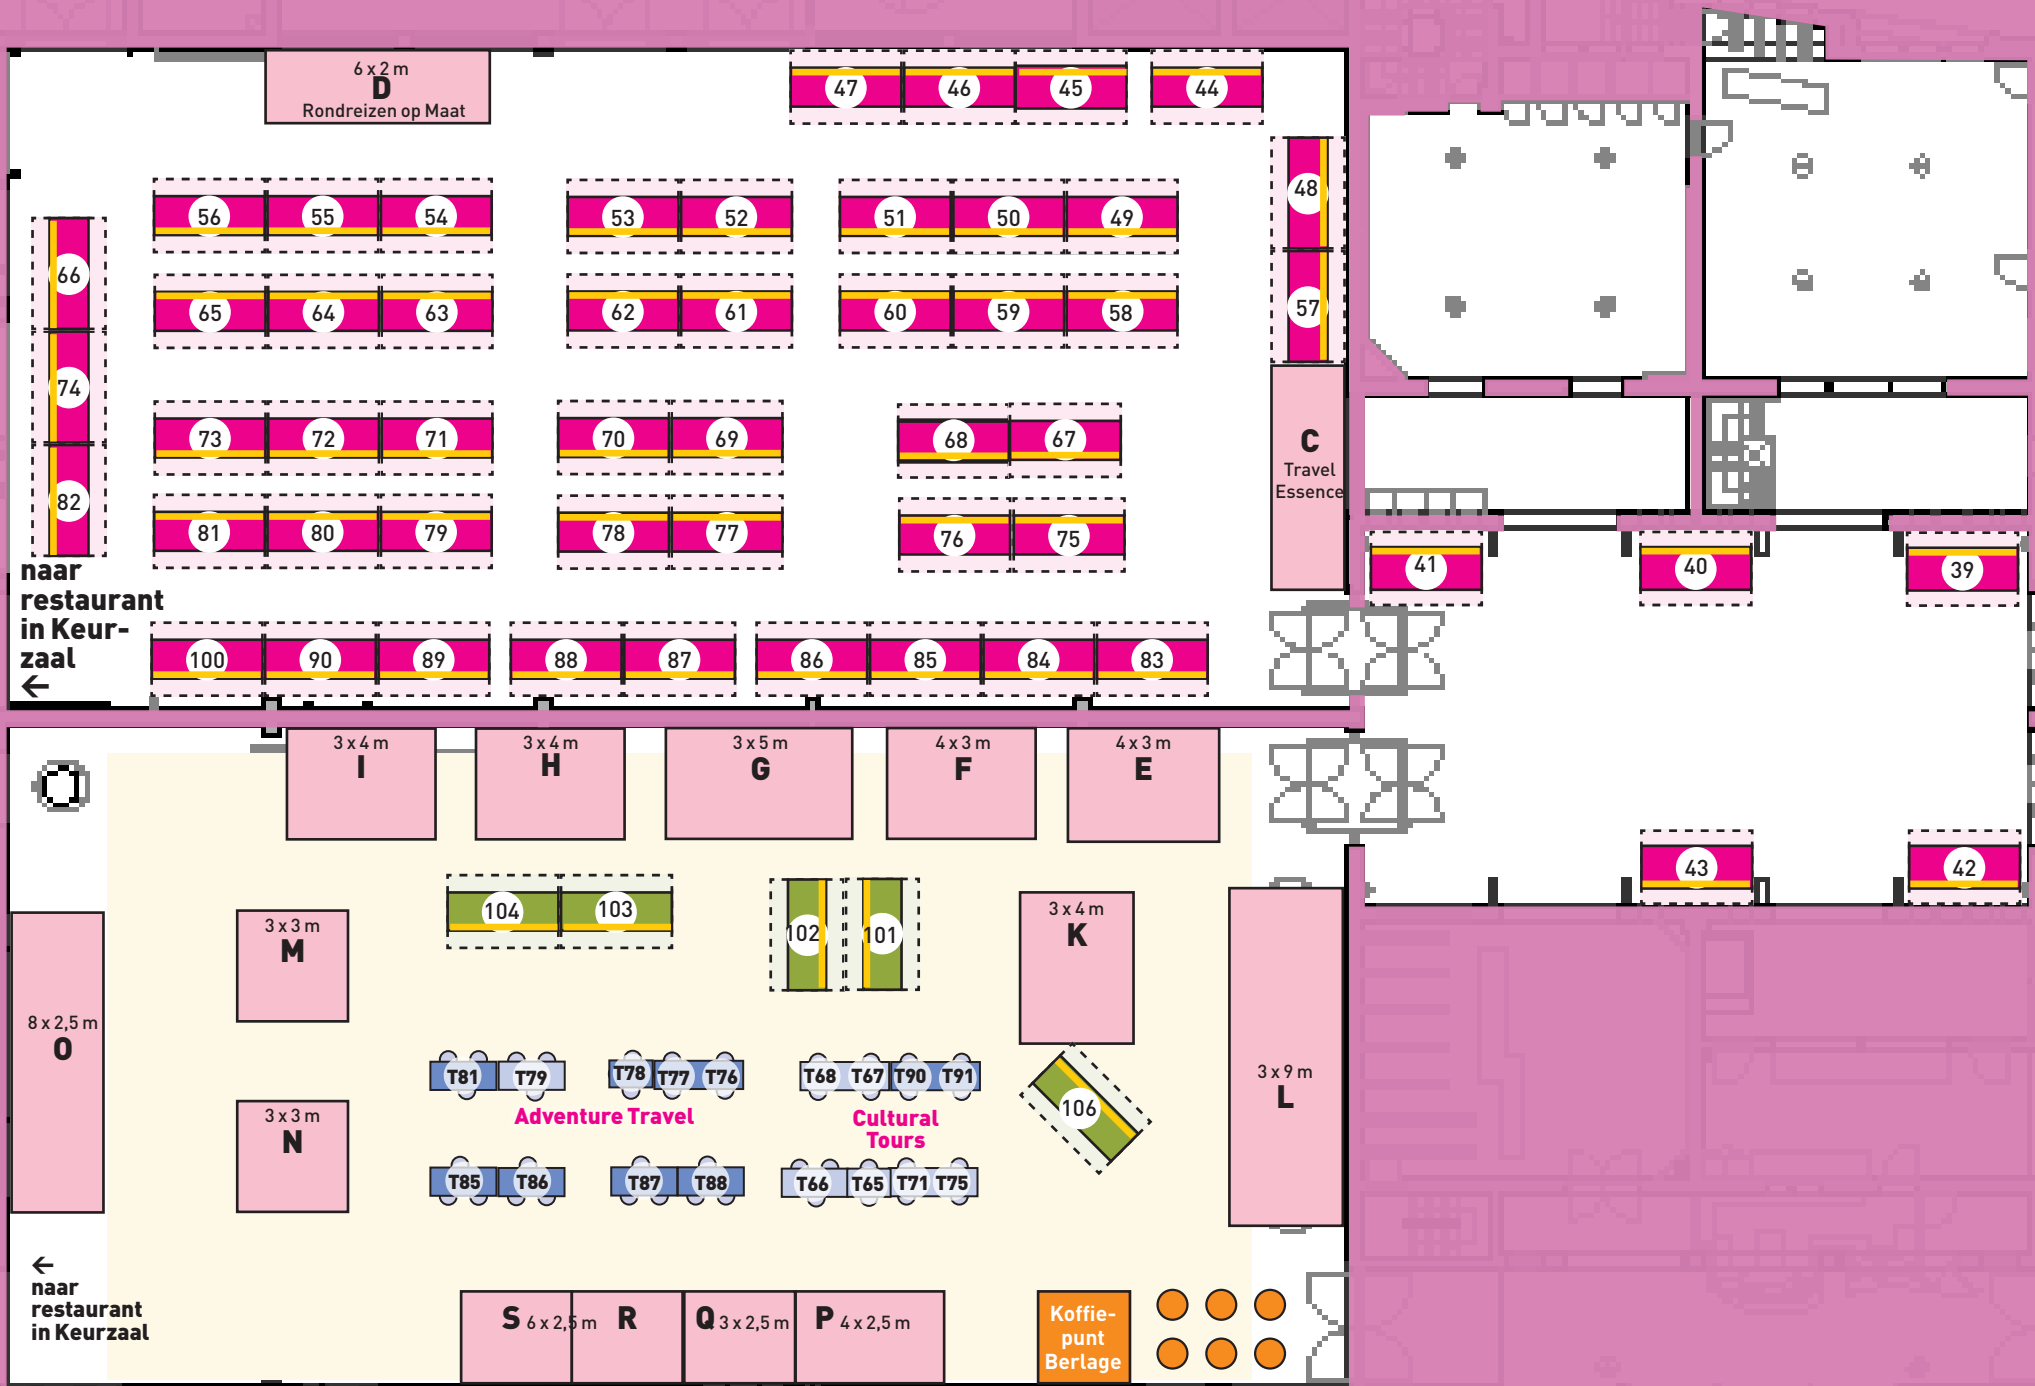 6 x 2 m
D
Rondreizen op Maat
47 46 45 44
48
56 55 54 53 52 51 50 49
66
65 64 63 62 61 60 59 58
57
74
73 72 71 70 69 68 67
C
Travel
Essence
82
81 80 79 78 77 76 75
41 40 39
naar
restaurant
in Keur-
zaal
←
100 90 89 88 87 86 85 84 83
3 x 4 m
I
3 x 4 m
H
3 x 5 m
G
4 x 3 m
F
4 x 3 m
E
43 42
104 103
102 101
3 x 4 m
K
3 x 3 m
M
8 x 2,5 m
O
T81 T79 T78 T77 T76 T68 T67 T90 T91
Adventure Travel
Cultural
Tours
106
3 x 9 m
L
3 x 3 m
N
T85 T86 T87 T88 T66 T65 T71 T75
←
naar
restaurant
in Keurzaal
S 6 x 2,5 m R Q 3 x 2,5 m P 4 x 2,5 m
Koffie-
punt
Berlage